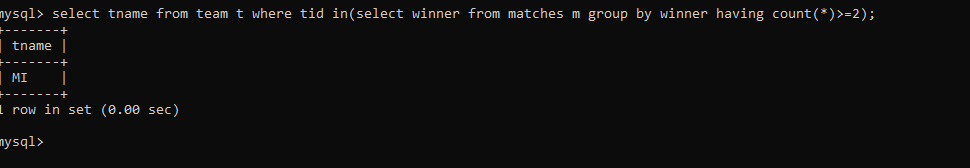 mysql> select tname from team t where tid in(select winner from matches m group by winner having count(*)>=2);
+-------+
| tname |
+-------+
| MI    |
+-------+
1 row in set (0.00 sec)
mysql>